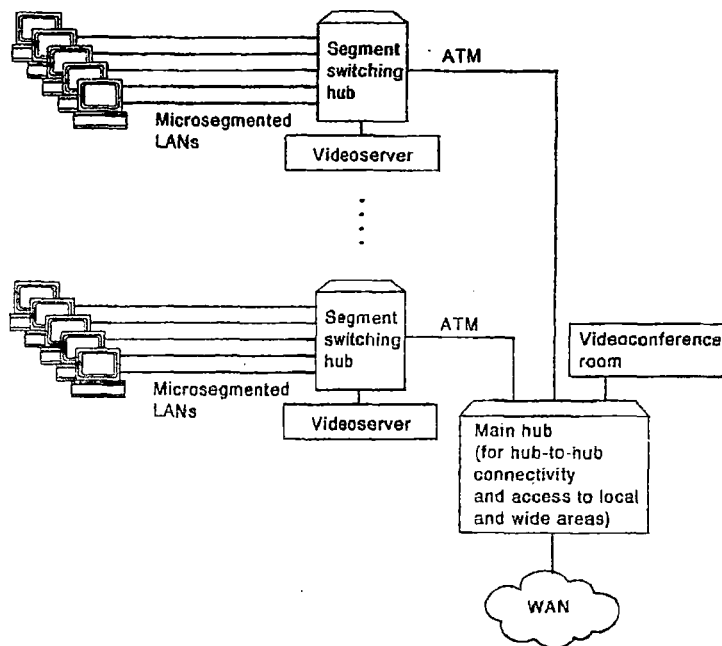 Segment
switching
hub
ATM
Microsegmented
LANs
Videoserver
Segment
switching
hub
ATM
Microsegmented
LANs
Videoserver
Videoconference
room
Main hub
(for hub-to-hub
connectivity
and access to local
and wide areas)
WAN